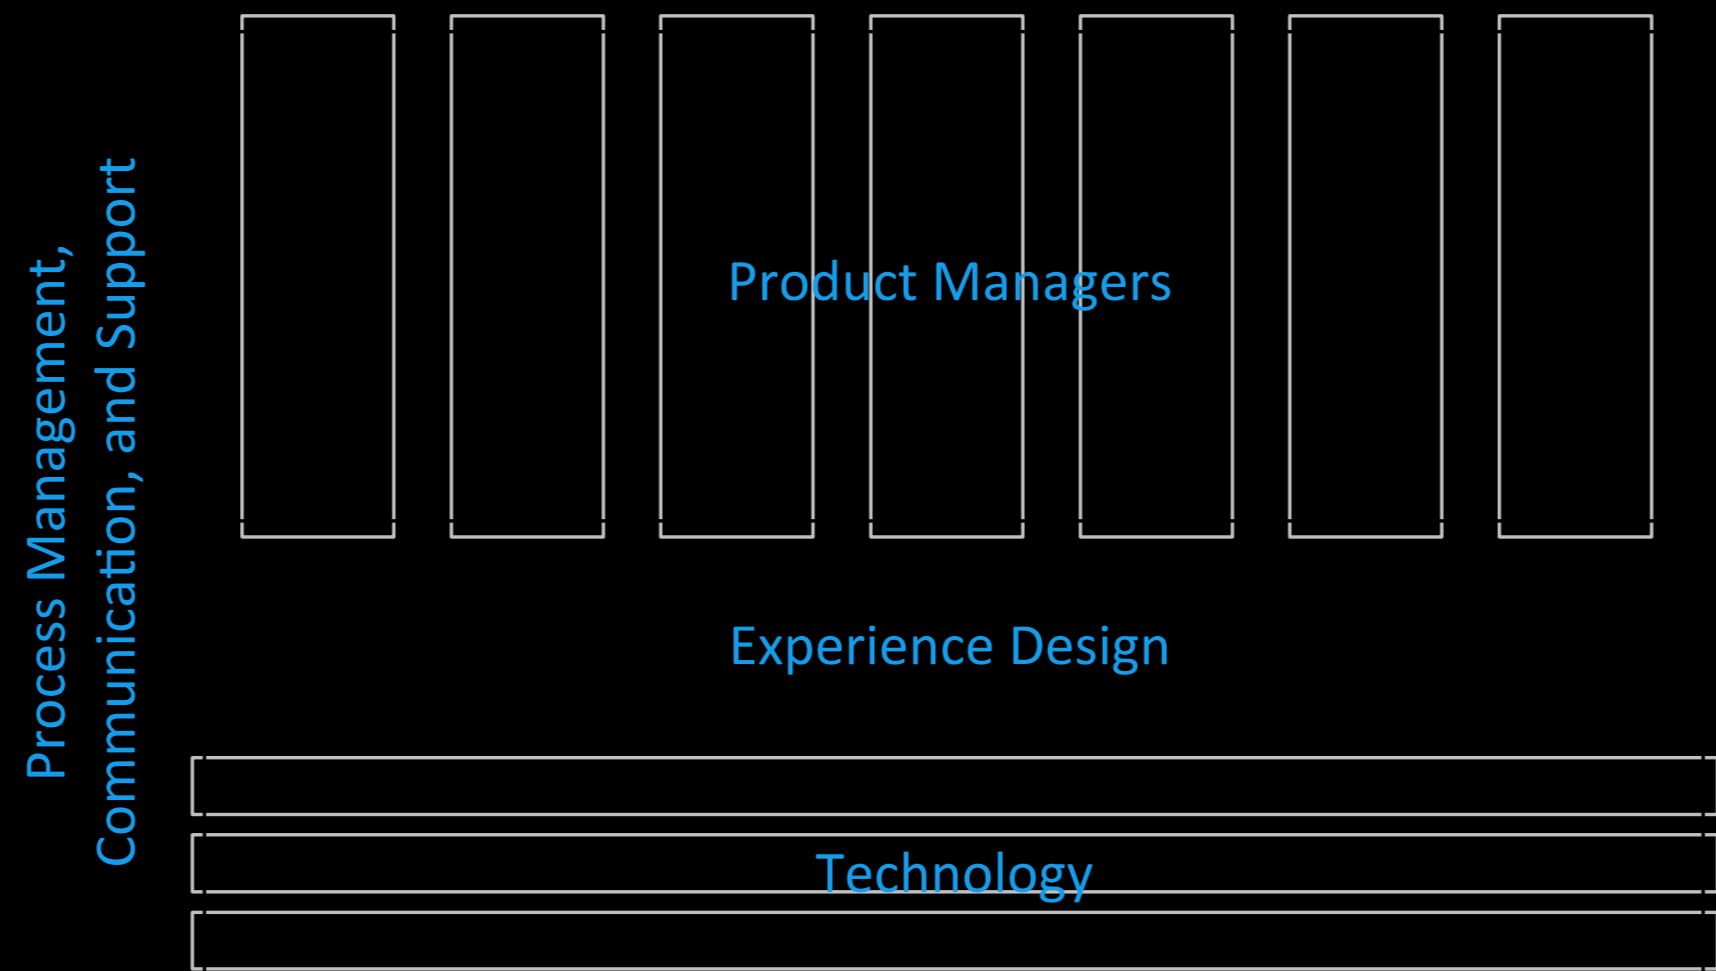 Process Management,
Communication, and Support
Product Managers
Experience Design
Technology